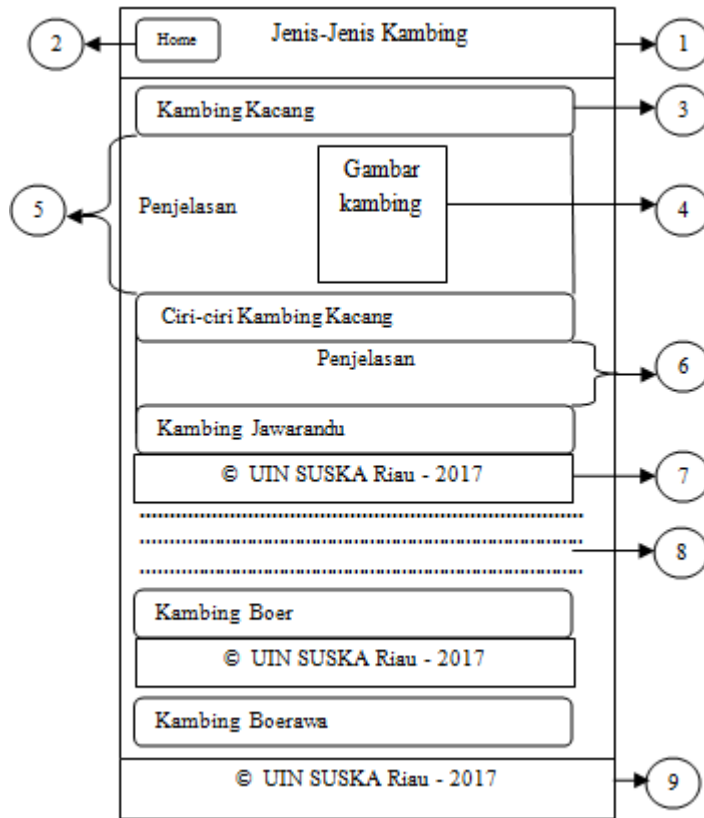 2
Home
Jenis-Jenis Kambing
1
Kambing Kacang
3
Gambar
kambing
5
Penjelasan
4
Ciri-ciri Kambing Kacang
Penjelasan
6
Kambing Jawarandu
© UIN SUSKA Riau - 2017
7
8
Kambing Boer
© UIN SUSKA Riau - 2017
Kambing Boerawa
© UIN SUSKA Riau - 2017
9